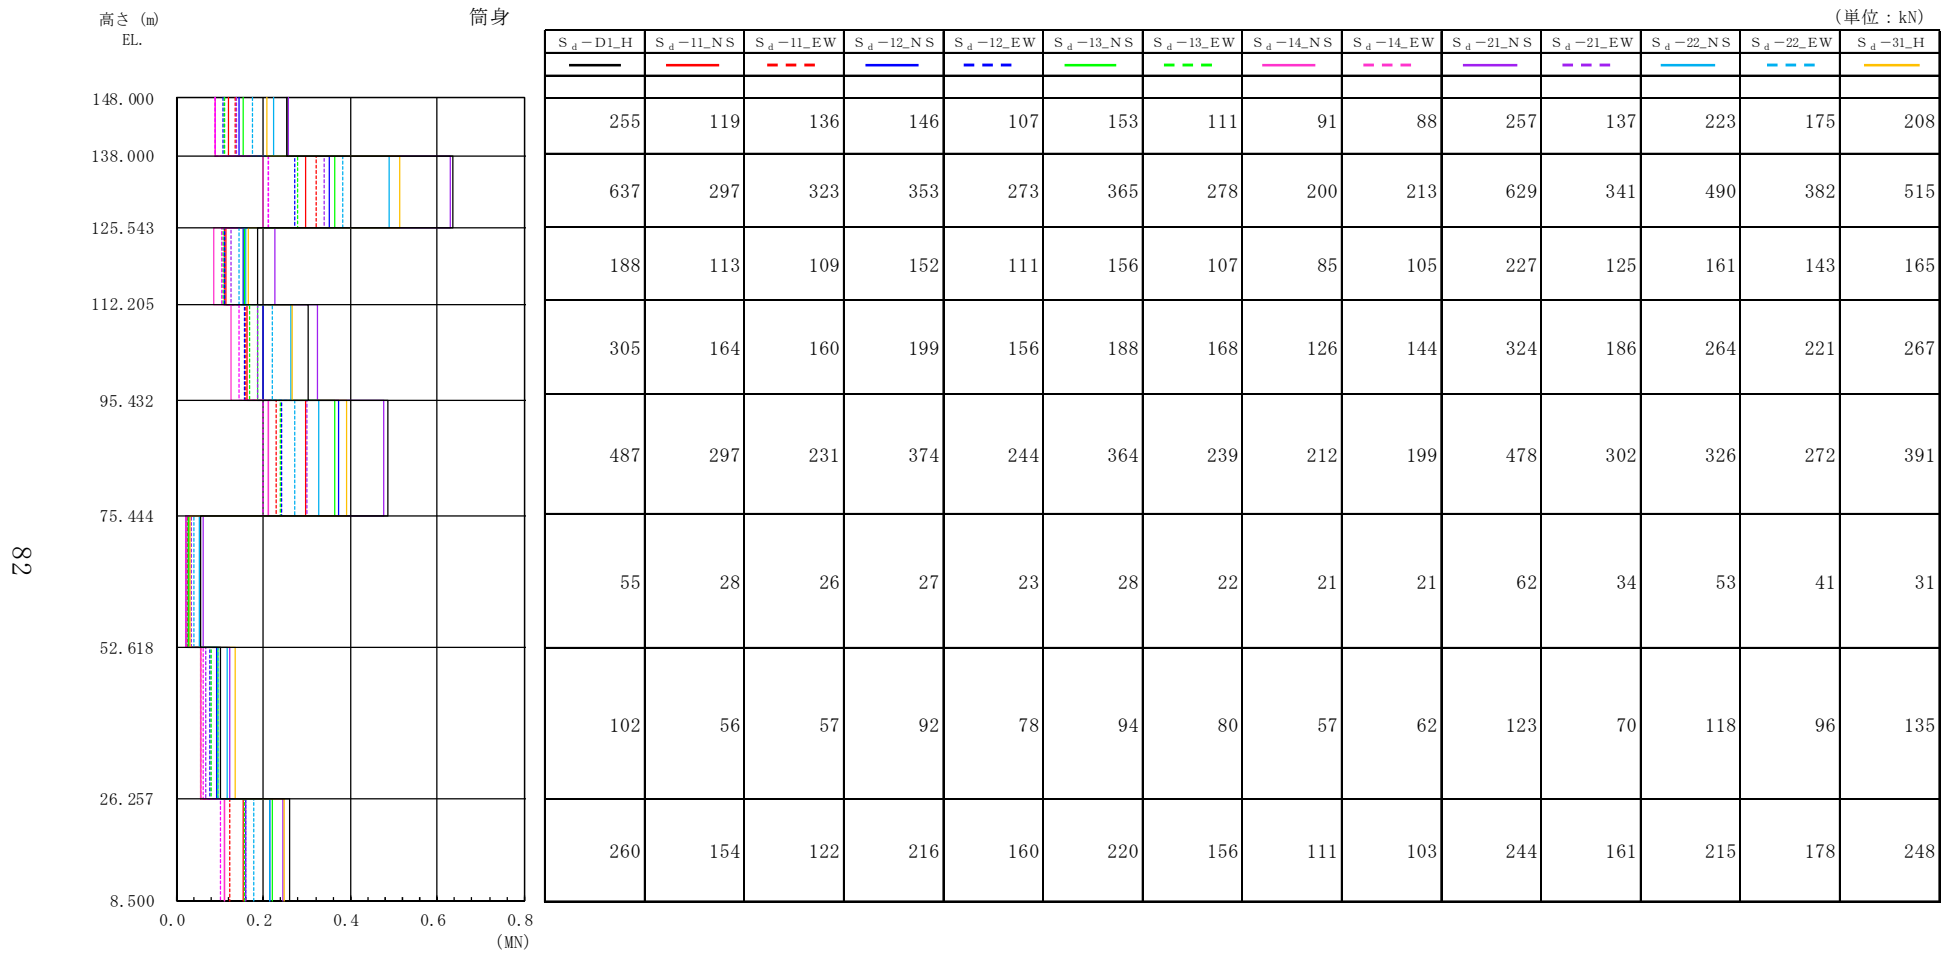 高さ (m)
EL.
筒身
(単位：kN)
Sd－D1_H Sd－11_NS Sd－11_EW Sd－12_NS Sd－12_EW Sd－13_NS Sd－13_EW Sd－14_NS Sd－14_EW Sd－21_NS Sd－21_EW Sd－22_NS Sd－22_EW Sd－31_H
148.000
255 119 136 146 107 153 111 91 88 257 137 223 175 208
138.000
637 297 323 353 273 365 278 200 213 629 341 490 382 515
125.543
188 113 109 152 111 156 107 85 105 227 125 161 143 165
112.205
305 164 160 199 156 188 168 126 144 324 186 264 221 267
95.432
487 297 231 374 244 364 239 212 199 478 302 326 272 391
75.444
55 28 26 27 23 28 22 21 21 62 34 53 41 31
52.618
102 56 57 92 78 94 80 57 62 123 70 118 96 135
26.257
260 154 122 216 160 220 156 111 103 244 161 215 178 248
8.500
0.0 0.2 0.4 0.6 0.8
(MN)
82